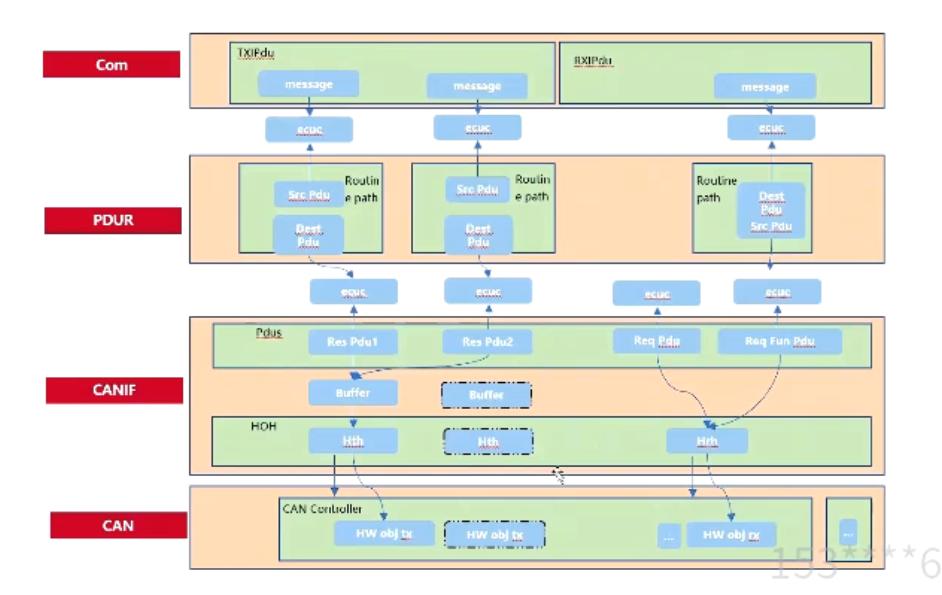 Com
TXIPdu
RXIPdu
message
message
message
ecuc
ecuc
ecuc
PDUR
Src Pdu
Routin
e path
Dest
Pdu
Src Pdu
Routin
e path
Dest
Pdu
Routine
path
Dest
Pdu
Src Pdu
ecuc
ecuc
ecuc
ecuc
CANIF
Pdus
Res Pdu1
Res Pdu2
Req Pdu
Req Fun Pdu
Buffer
Buffer
HOH
Hth
Hth
Hrh
CAN
CAN Controller
HW obj tx
HW obj tx
...
HW obj rx
...
153****6